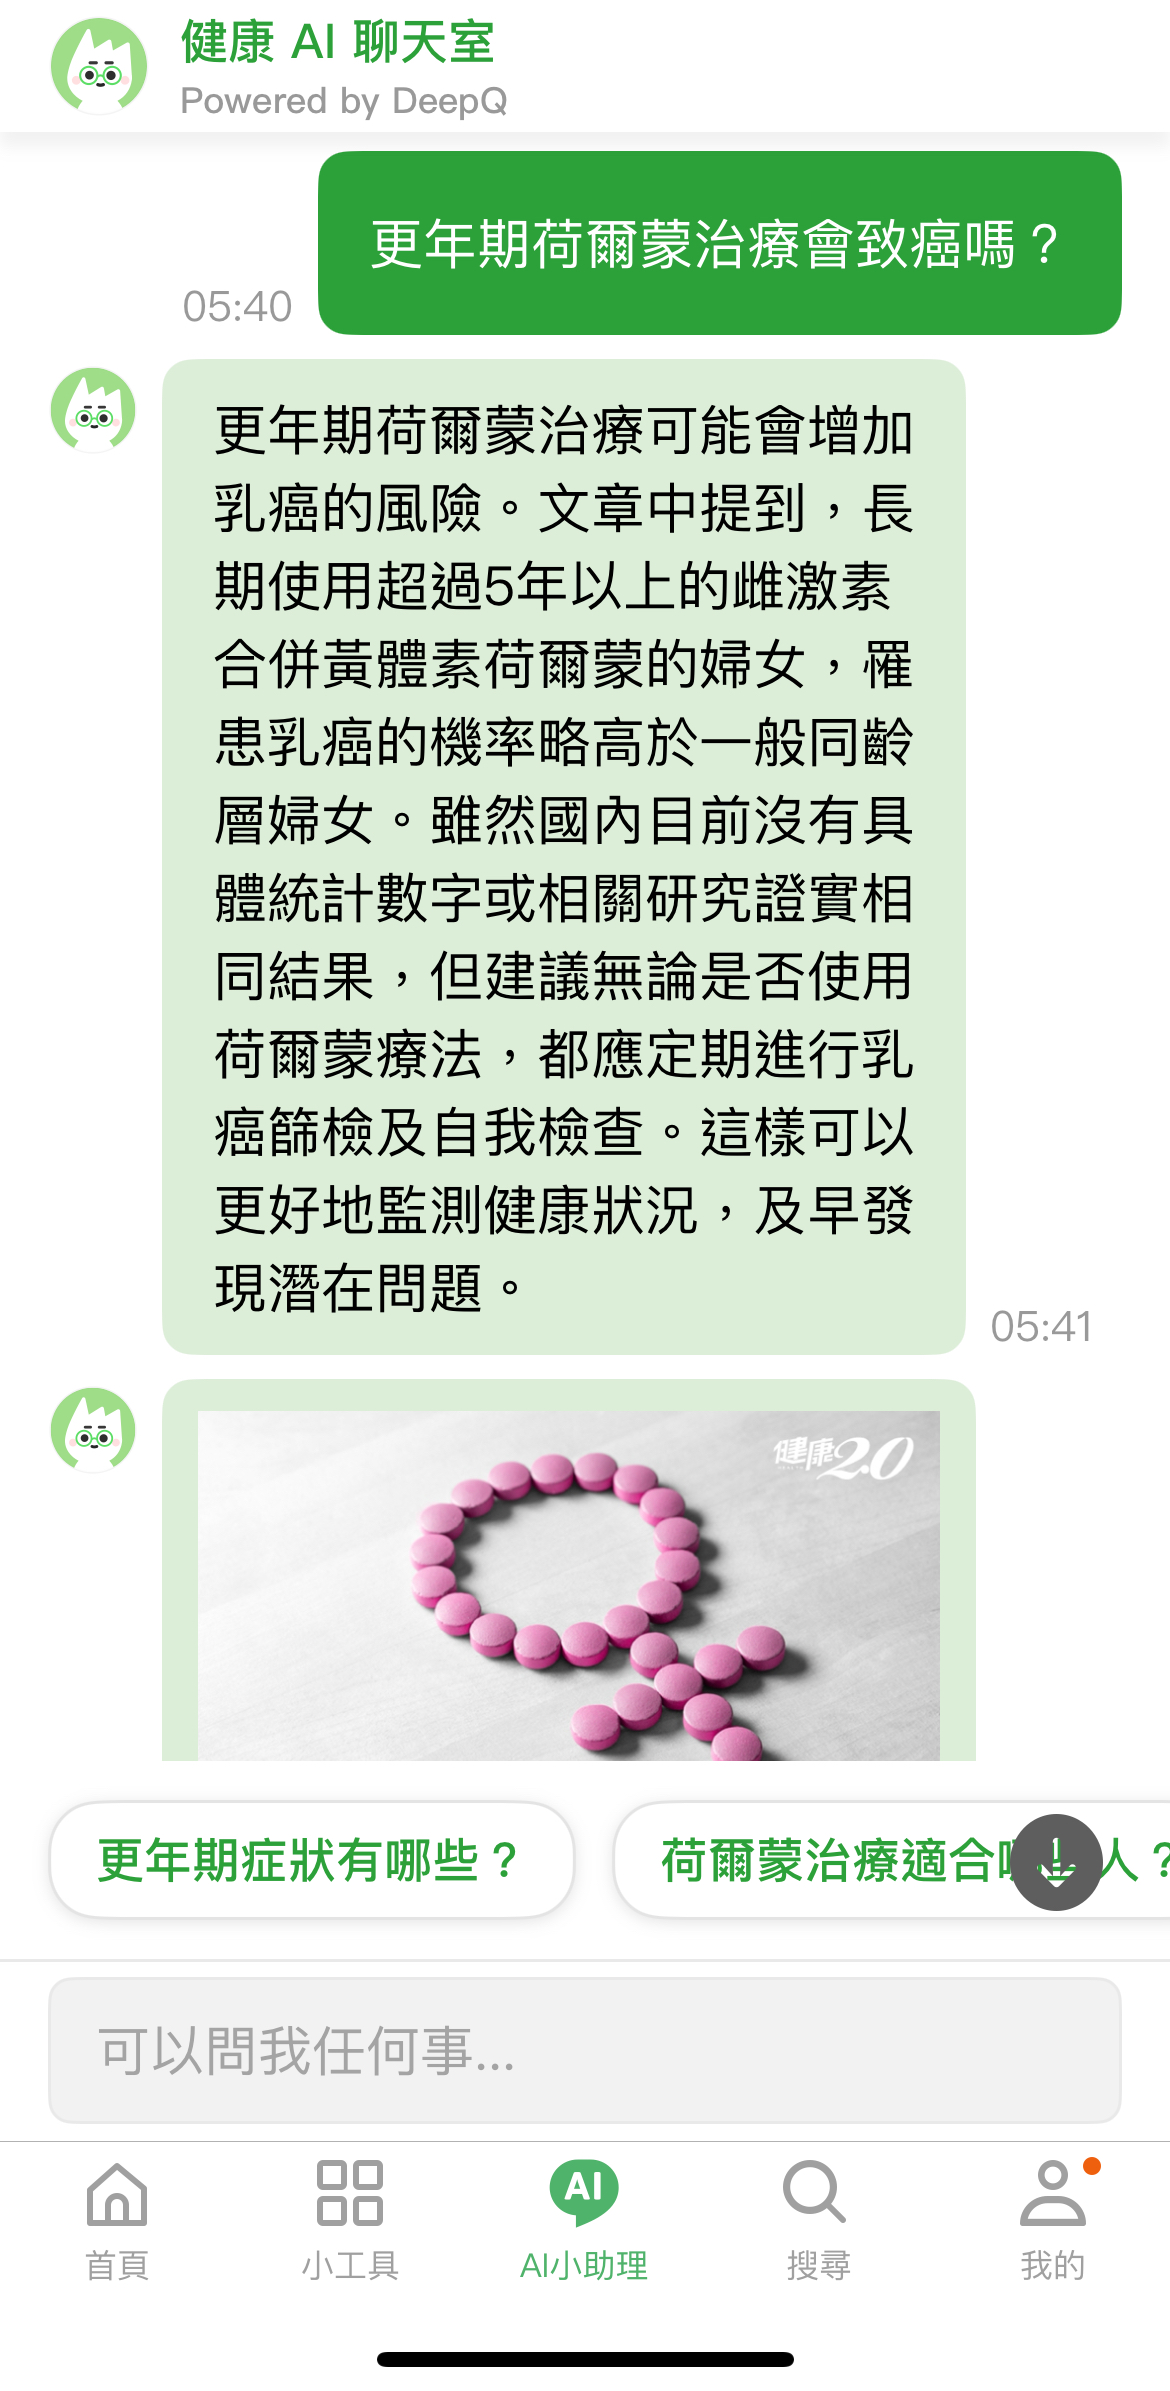 健康 AI 聊天室
Powered by DeepQ
更年期荷爾蒙治療會致癌嗎？
05:40
更年期荷爾蒙治療可能會增加
乳癌的風險。文章中提到，長
期使用超過5年以上的雌激素
合併黃體素荷爾蒙的婦女，罹
患乳癌的機率略高於一般同齡
層婦女。雖然國內目前沒有具
體統計數字或相關研究證實相
同結果，但建議無論是否使用
荷爾蒙療法，都應定期進行乳
癌篩檢及自我檢查。這樣可以
更好地監測健康狀況，及早發
現潛在問題。
05:41
健康2.0
更年期症狀有哪些？
荷爾蒙治療適合哪些人？
可以問我任何事...
AI
首頁
小工具
AI小助理
搜尋
我的